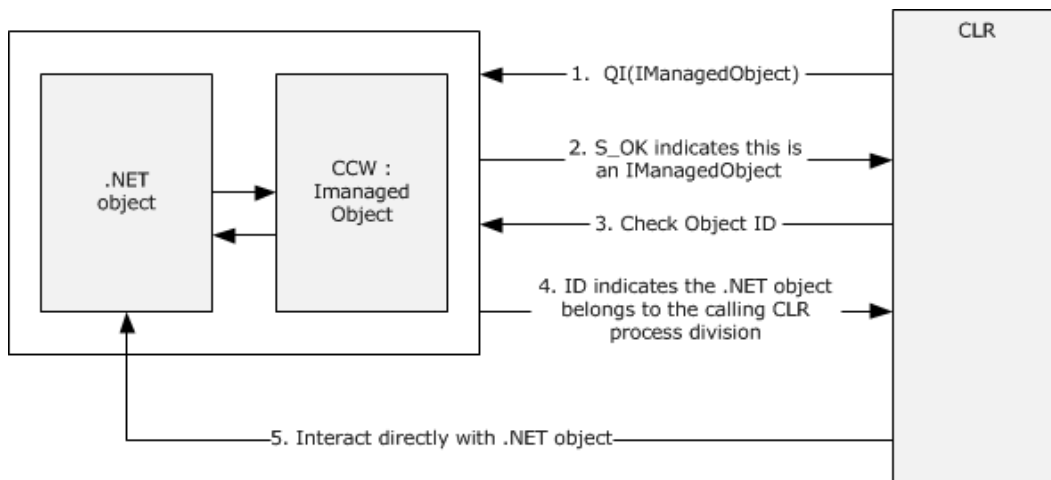 CLR
1. QI(IManagedObject)
.NET
object
CCW :
Imanaged
Object
2. S_OK indicates this is
an IManagedObject
3. Check Object ID
4. ID indicates the .NET object
belongs to the calling CLR
process division
5. Interact directly with .NET object